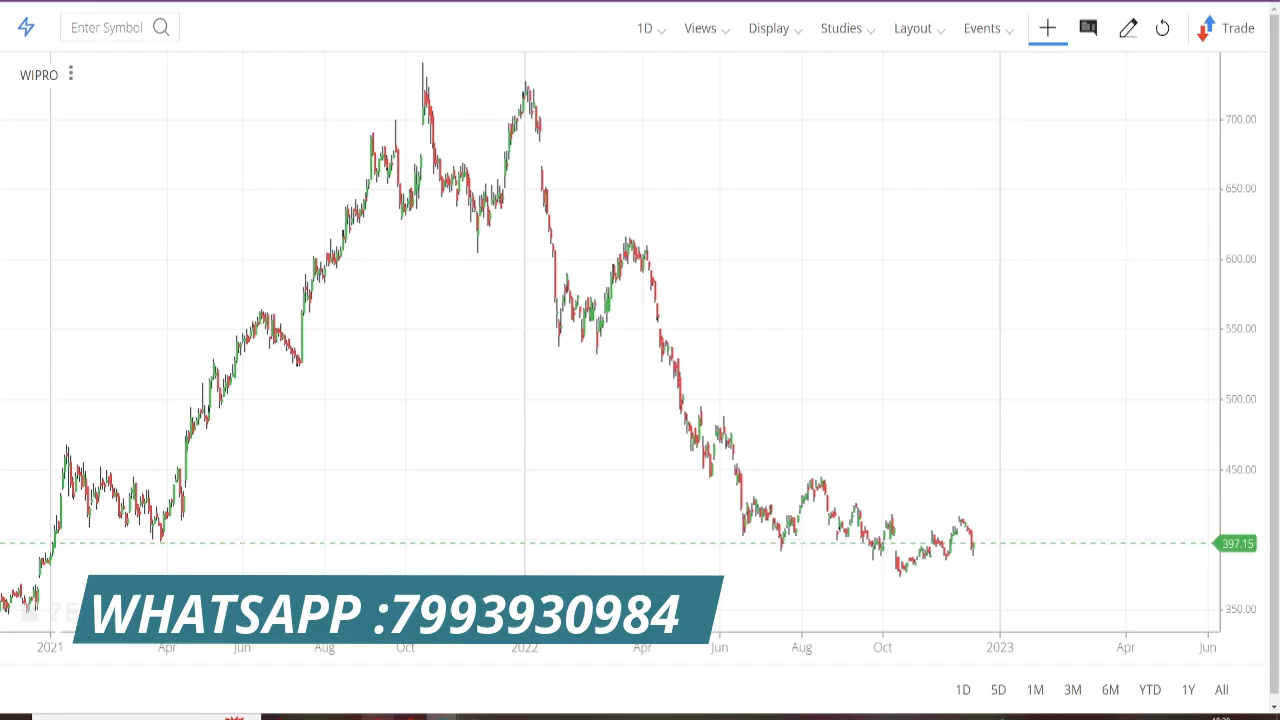 Enter Symbol 1D Views Display Studies Layout Events Trade
WIPRO
700.00
650.00
600.00
550.00
500.00
450.00
397.15
350.00
WHATSAPP :7993930984
2021 Apr Jun Aug Oct 2022 Apr Jun Aug Oct 2023 Apr Jun
1D 5D 1M 3M 6M YTD 1Y All